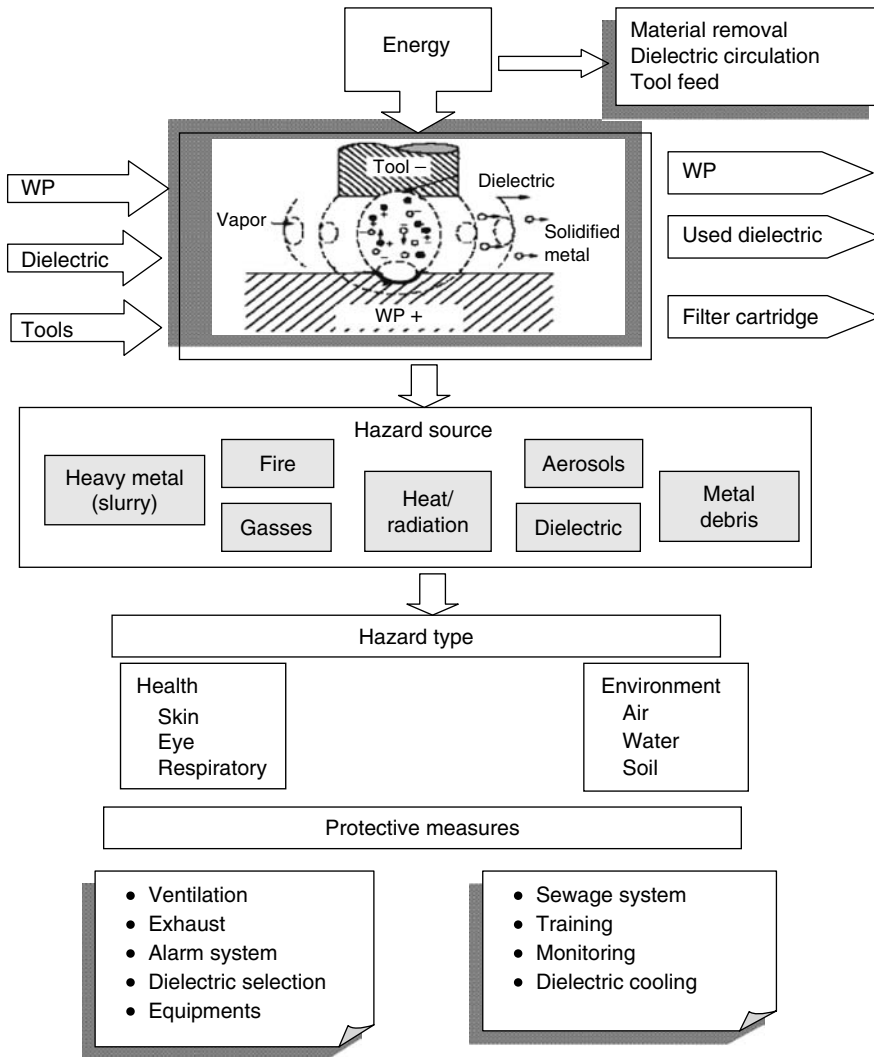 Energy
Material removal
Dielectric circulation
Tool feed
WP
Dielectric
Tools
Tool –
Dielectric
Vapor
Solidified
metal
WP +
WP
Used dielectric
Filter cartridge
Hazard source
Heavy metal
(slurry)
Fire
Gasses
Heat/
radiation
Aerosols
Dielectric
Metal
debris
Hazard type
Health
Skin
Eye
Respiratory
Environment
Air
Water
Soil
Protective measures
• Ventilation
• Exhaust
• Alarm system
• Dielectric selection
• Equipments
• Sewage system
• Training
• Monitoring
• Dielectric cooling